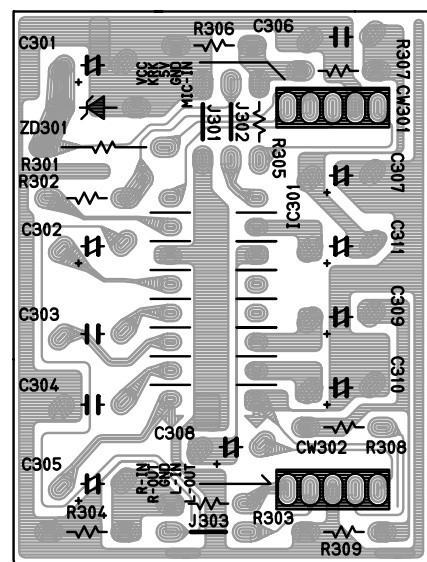 R306
C306
C301
R307
CW301
VCC
KRK
5V
GND
MIC-IN
J301
J302
ZD301
R305
R301
R302
C307
IC301
C302
C311
C303
C309
C304
C310
C308
CW302
R308
C305
R-IN
R-OUT
GND
L-IN
L-OUT
R304
J303
R303
R309